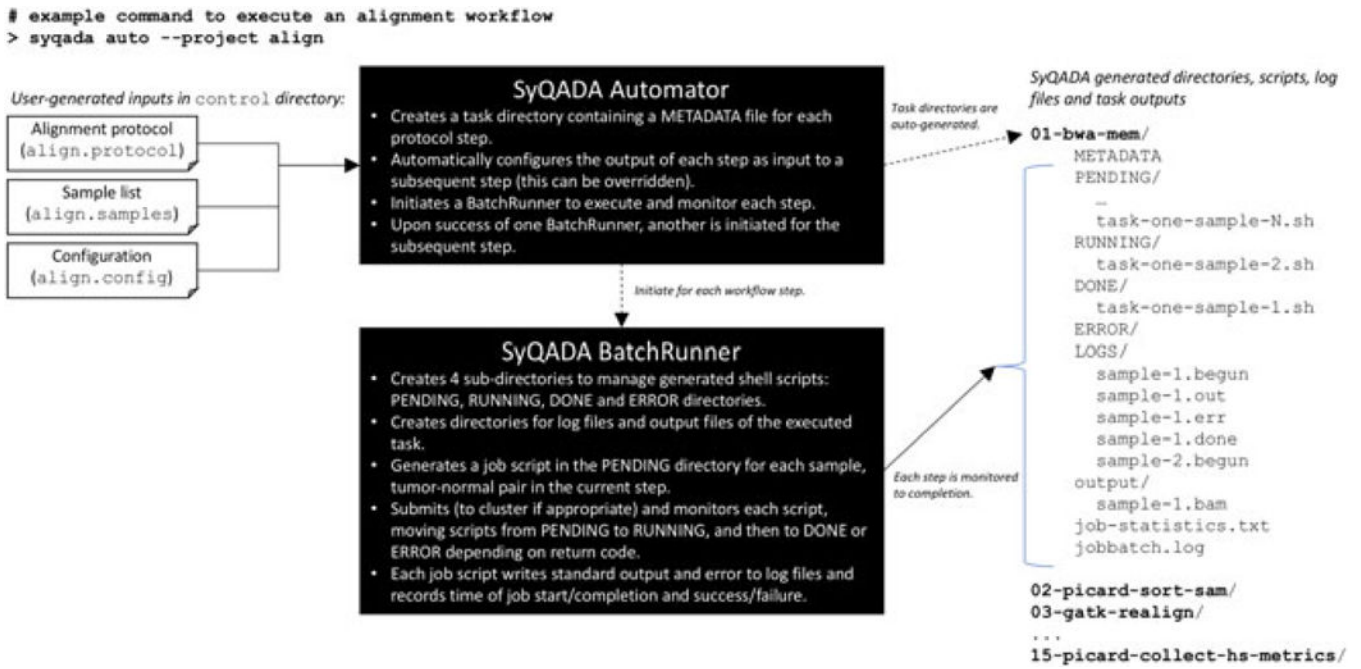 # example command to execute an alignment workflow
> syqada auto --project align
User-generated inputs in control directory:
Alignment protocol
(align.protocol)
Sample list
(align.samples)
Configuration
(align.config)
SyQADA Automator
• Creates a task directory containing a METADATA file for each
protocol step.
• Automatically configures the output of each step as input to a
subsequent step (this can be overridden).
• Initiates a BatchRunner to execute and monitor each step.
• Upon success of one BatchRunner, another is initiated for the
subsequent step.
Initiate for each workflow step.
SyQADA BatchRunner
• Creates 4 sub-directories to manage generated shell scripts:
PENDING, RUNNING, DONE and ERROR directories.
• Creates directories for log files and output files of the executed
task.
• Generates a job script in the PENDING directory for each sample,
tumor-normal pair in the current step.
• Submits (to cluster if appropriate) and monitors each script,
moving scripts from PENDING to RUNNING, and then to DONE or
ERROR depending on return code.
• Each job script writes standard output and error to log files and
records time of job start/completion and success/failure.
Task directories are
auto-generated.
Each step is monitored
to completion.
SyQADA generated directories, scripts, log
files and task outputs
01-bwa-mem/
METADATA
PENDING/
…
task-one-sample-N.sh
RUNNING/
task-one-sample-2.sh
DONE/
task-one-sample-1.sh
ERROR/
LOGS/
sample-1.begun
sample-1.out
sample-1.err
sample-1.done
sample-2.begun
output/
sample-1.bam
job-statistics.txt
jobbatch.log
02-picard-sort-sam/
03-gatk-realign/
...
15-picard-collect-hs-metrics/